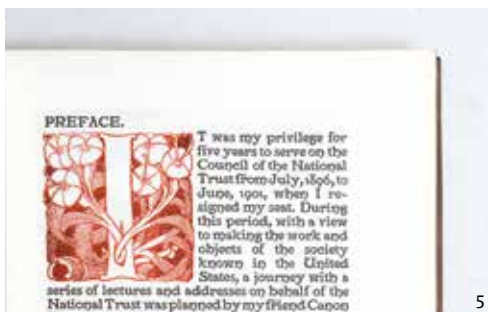 PREFACE.
IT was my privilege for
five years to serve on the
Council of the National
Trust from July, 1896, to
June, 1901, when I re-
signed my seat. During
this period, with a view
to making the work and
objects of the society
known in the United
States, a journey with a
series of lectures and addresses on behalf of the
National Trust was planned by my friend Canon
5